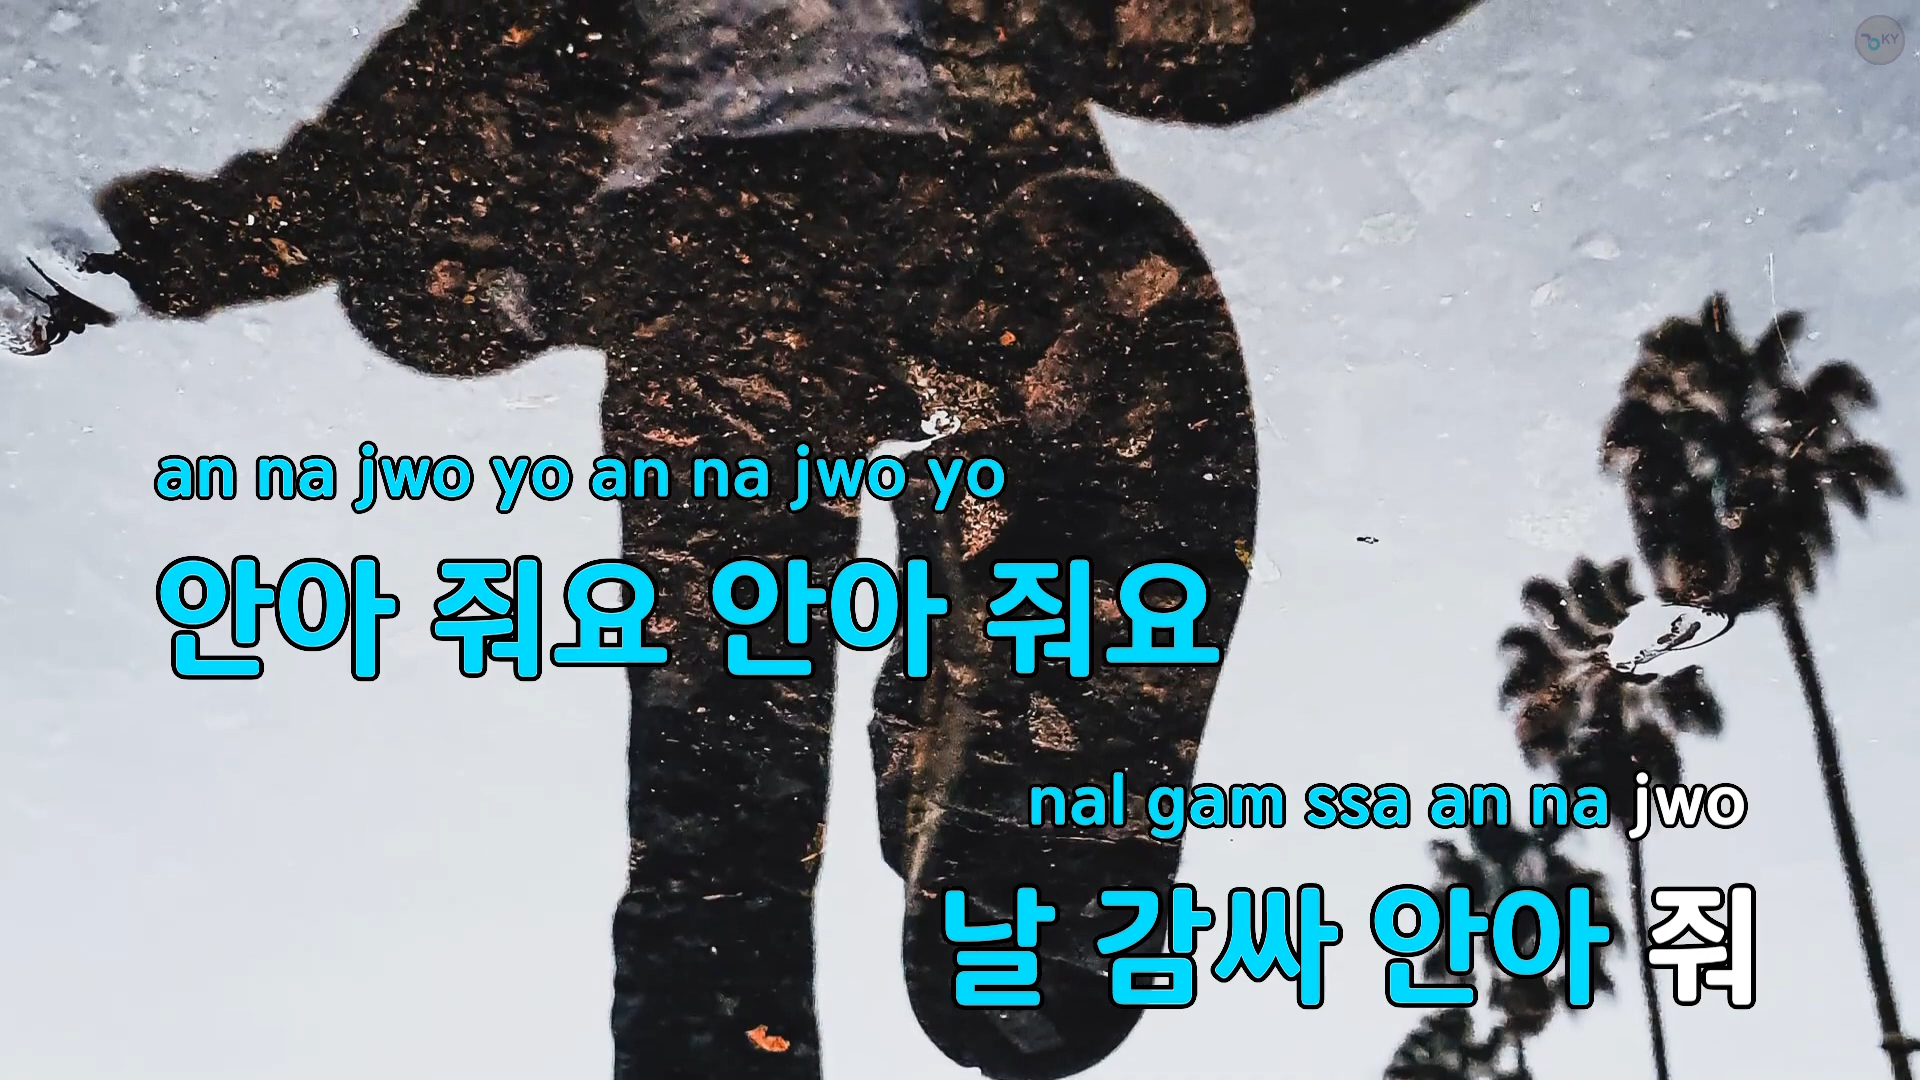 KY
an na jwo yo an na jwo yo
안아 줘요 안아 줘요
nal gam ssa an na jwo
날 감싸 안아 줘